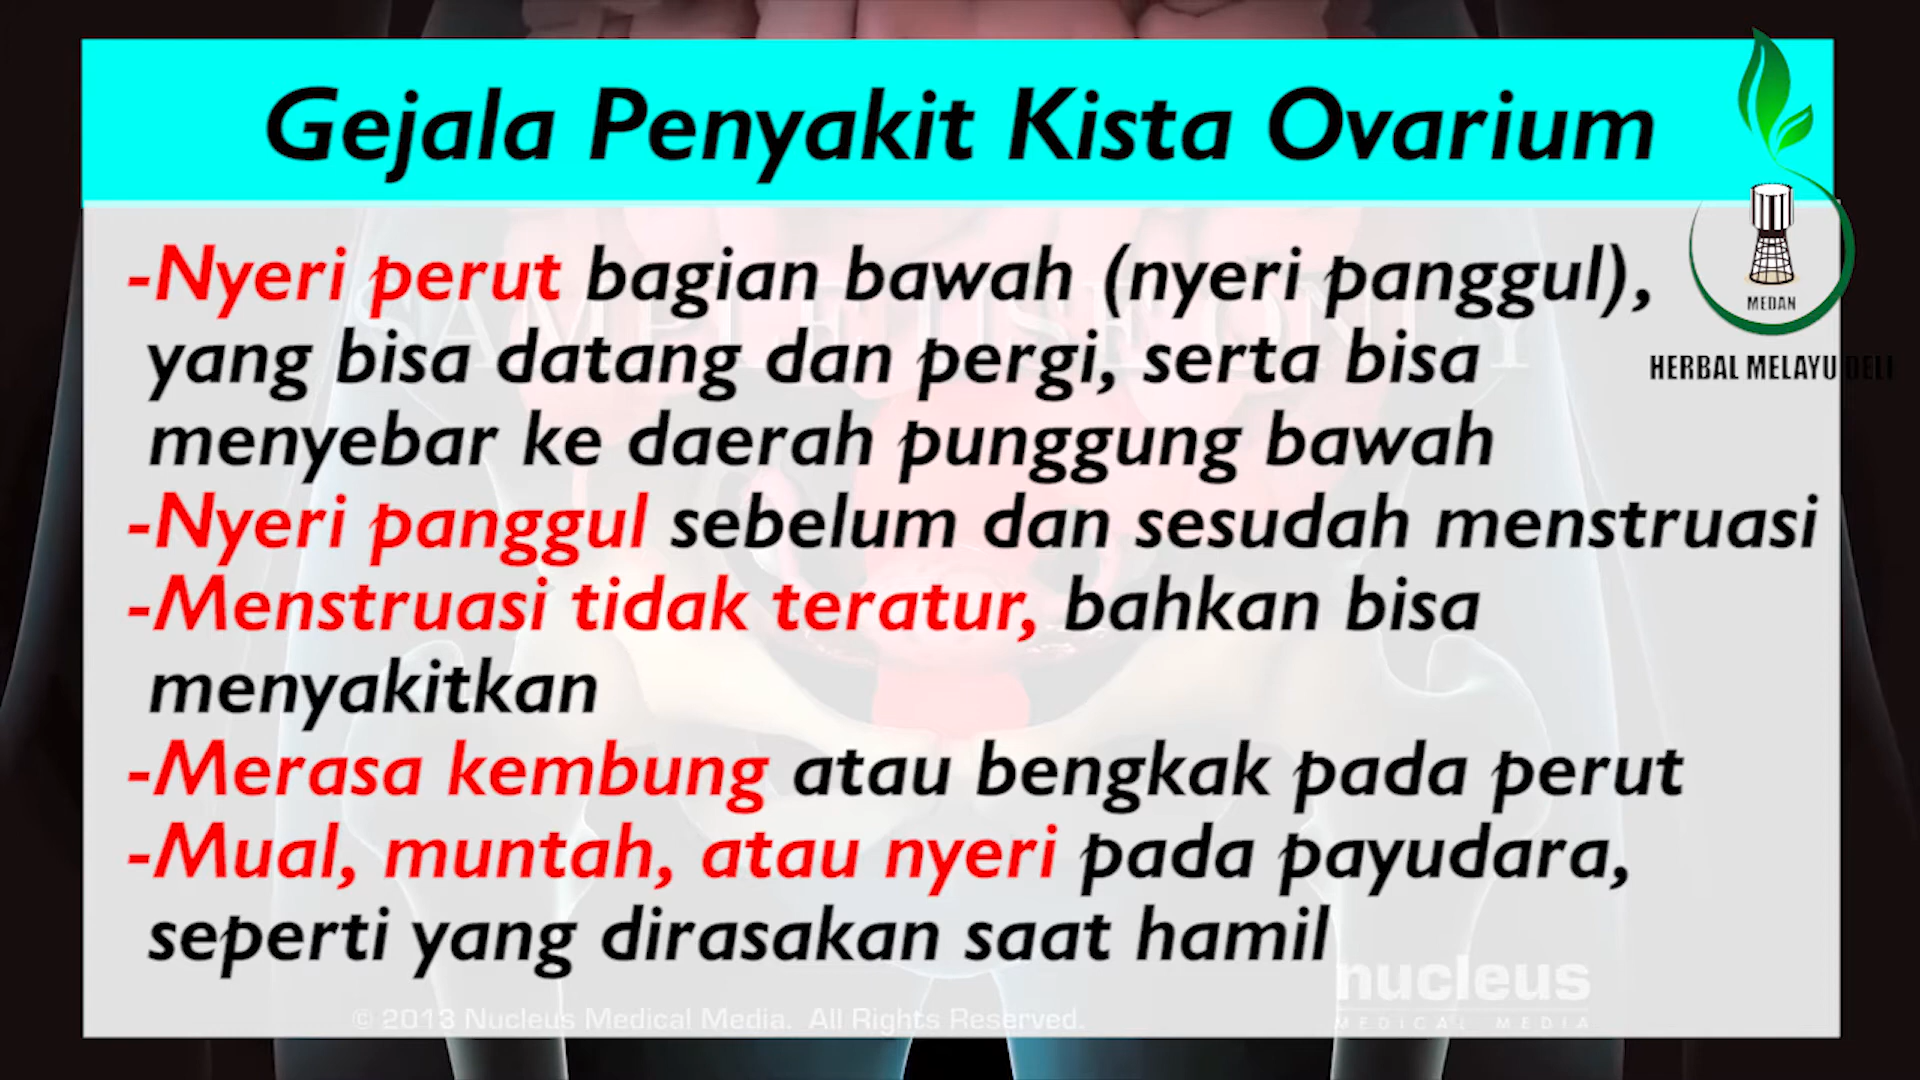 Gejala Penyakit Kista Ovarium
-Nyeri perut bagian bawah (nyeri panggul),
yang bisa datang dan pergi, serta bisa
menyebar ke daerah punggung bawah
-Nyeri panggul sebelum dan sesudah menstruasi
-Menstruasi tidak teratur, bahkan bisa
menyakitkan
-Merasa kembung atau bengkak pada perut
-Mual, muntah, atau nyeri pada payudara,
seperti yang dirasakan saat hamil
MEDAN
HERBAL MELAYU DELI
SAMPLE USE ONLY
nucleus
MEDICAL MEDIA
© 2013 Nucleus Medical Media. All Rights Reserved.